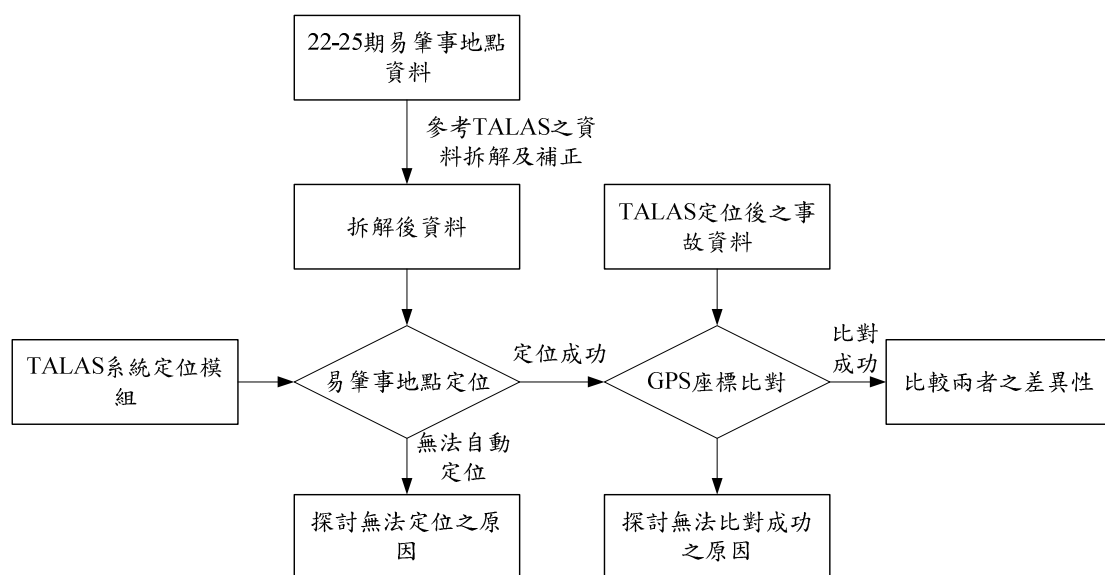 22-25期易肇事地點
資料
參考TALAS之資
料拆解及補正
拆解後資料
TALAS定位後之事
故資料
TALAS系統定位模
組
易肇事地點定位
定位成功
GPS座標比對
比對
成功
比較兩者之差異性
無法自動
定位
探討無法定位之原
因
探討無法比對成功
之原因